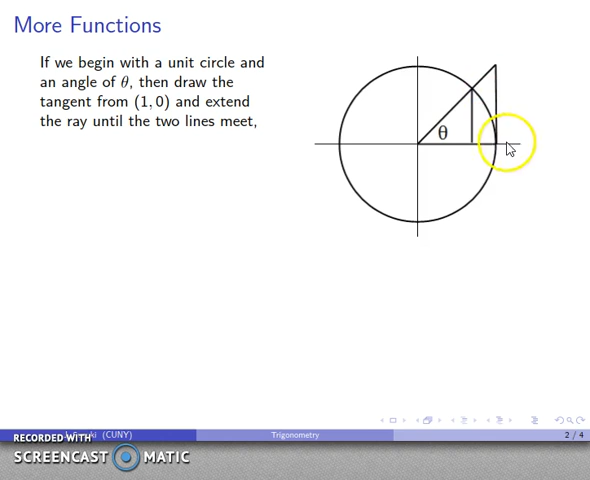 More Functions
If we begin with a unit circle and
an angle of θ, then draw the
tangent from (1, 0) and extend
the ray until the two lines meet,
θ
(CUNY)
Trigonometry
2 / 4
RECORDED WITH
SCREENCAST MATIC